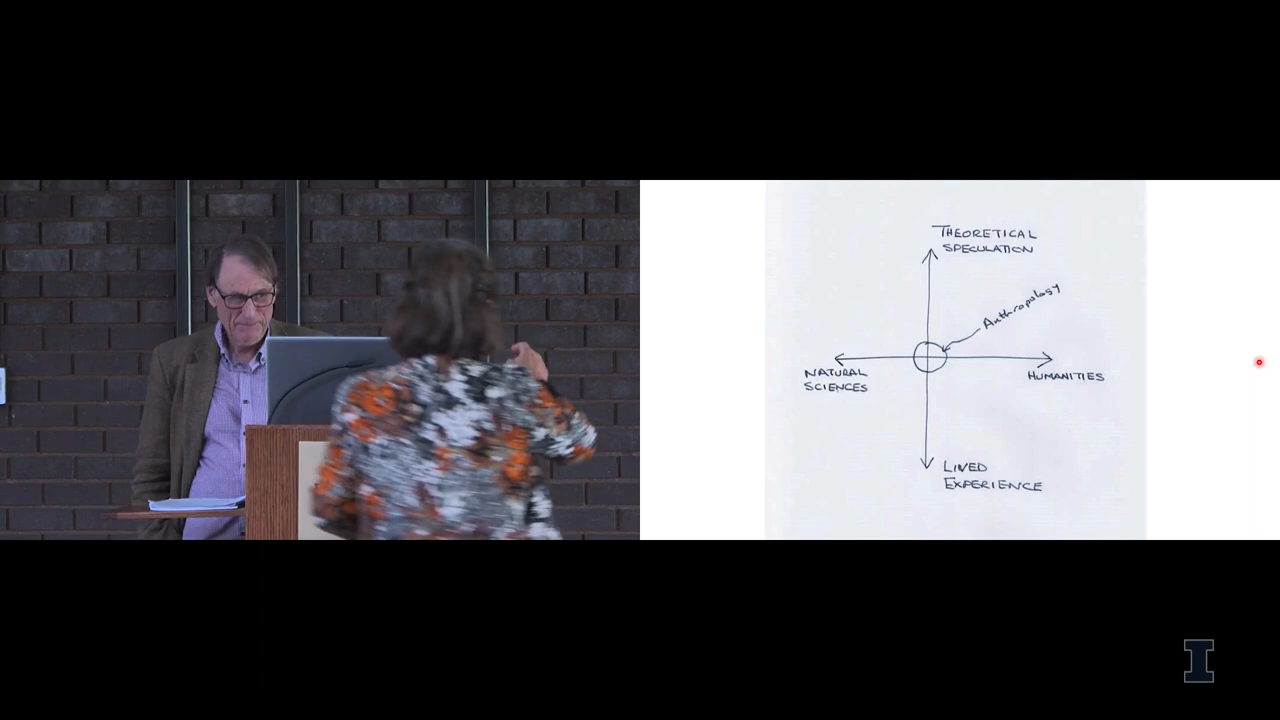 THEORETICAL
SPECULATION
Anthropology
NATURAL
SCIENCES
HUMANITIES
LIVED
EXPERIENCE
I